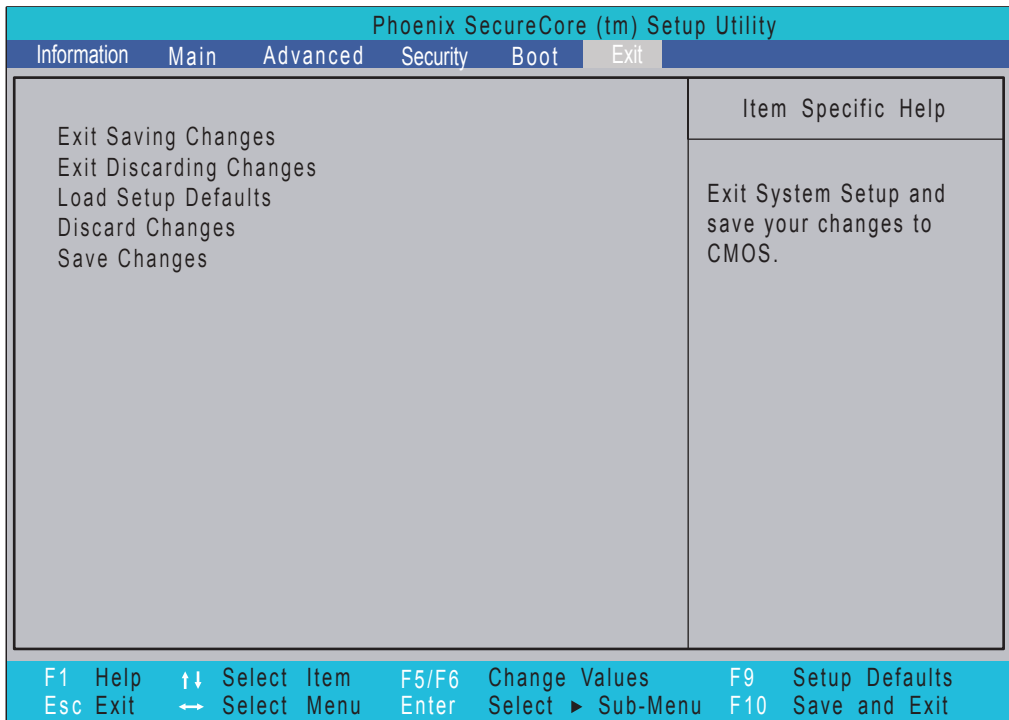 Phoenix SecureCore (tm) Setup Utility
Information Main Advanced Security Boot Exit
Item Specific Help
Exit Saving Changes
Exit Discarding Changes
Load Setup Defaults
Discard Changes
Save Changes
Exit System Setup and
save your changes to
CMOS.
F1 Help ↑↓ Select Item F5/F6 Change Values F9 Setup Defaults
Esc Exit ↔ Select Menu Enter Select ► Sub-Menu F10 Save and Exit